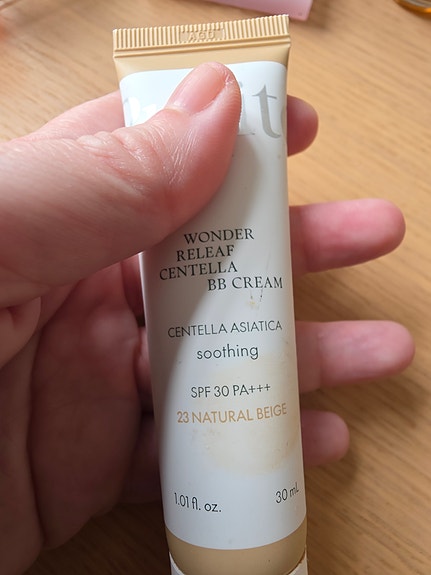 WONDER
RELEAF
CENTELLA
BB CREAM
CENTELLA ASIATICA
soothing
SPF 30 PA+++
23 NATURAL BEIGE
1.01 fl. oz. 30 mL